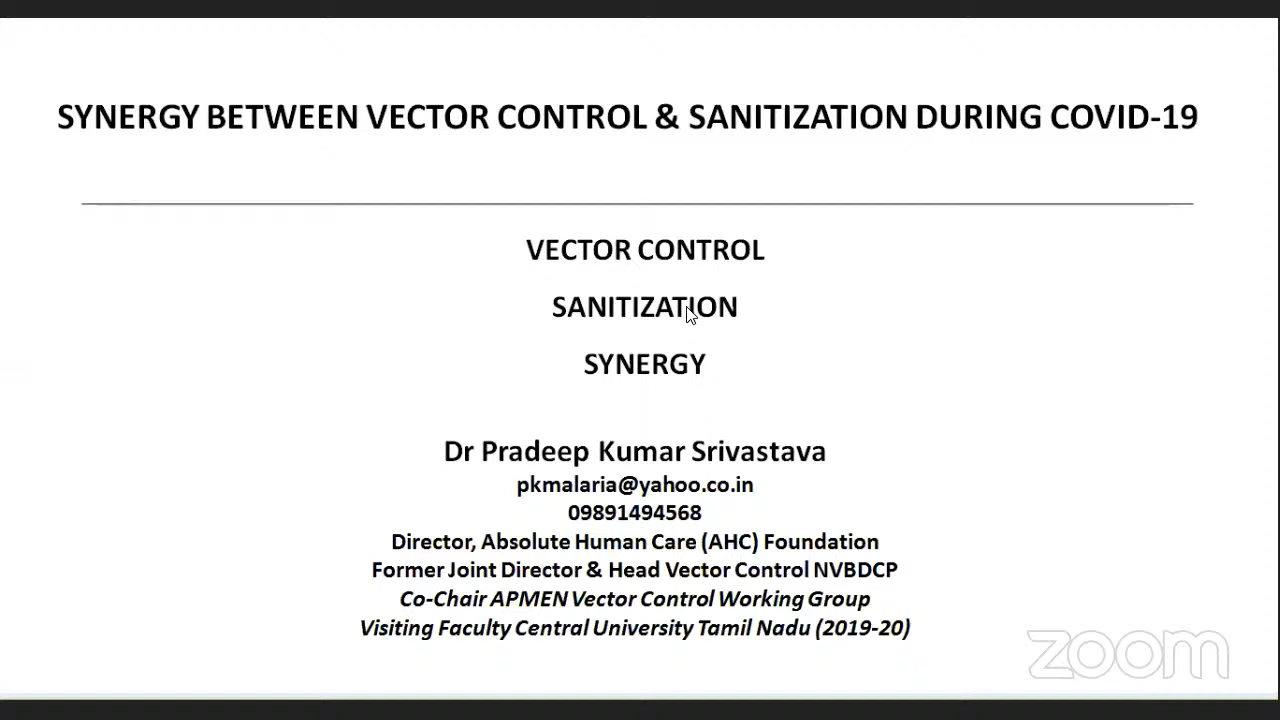 SYNERGY BETWEEN VECTOR CONTROL & SANITIZATION DURING COVID-19
VECTOR CONTROL
SANITIZATION
SYNERGY
Dr Pradeep Kumar Srivastava
pkmalaria@yahoo.co.in
09891494568
Director, Absolute Human Care (AHC) Foundation
Former Joint Director & Head Vector Control NVBDCP
Co-Chair APMEN Vector Control Working Group
Visiting Faculty Central University Tamil Nadu (2019-20)
zoom